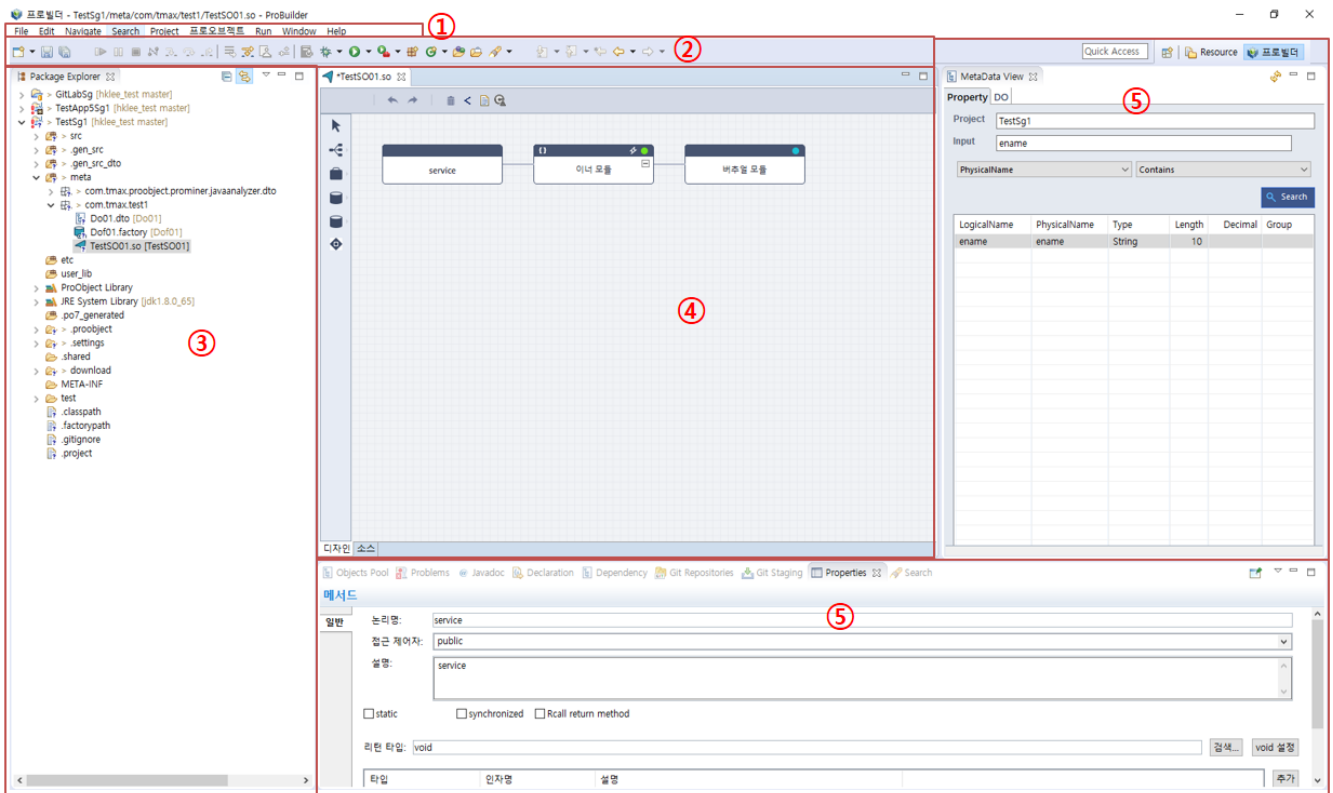 프로빌더 - TestSg1/meta/com/tmax/test1/TestSO01.so - ProBuilder
File Edit Navigate Search Project 프로오브젝트 Run Window Help
①
②
Quick Access
Resource
프로빌더
Package Explorer
> GitLabSg [hklee_test master]
> TestApp5Sg1 [hklee_test master]
> TestSg1 [hklee_test master]
> src
> .gen_src
> .gen_src_dto
> meta
> com.tmax.proobject.prominer.javaanalyzer.dto
> com.tmax.test1
Do01.dto [Do01]
Dof01.factory [Dof01]
TestSO01.so [TestSO01]
etc
user_lib
ProObject Library
JRE System Library [jdk1.8.0_65]
.po7_generated
> .proobject
> .settings
.shared
> download
META-INF
test
.classpath
.factorypath
.gitignore
.project
③
*TestSO01.so
service
이너 모듈
버추얼 모듈
④
디자인 소스
MetaData View
⑤
Property DO
Project TestSg1
Input ename
PhysicalName Contains
Search
LogicalName PhysicalName Type Length Decimal Group
ename ename String 10
Objects Pool Problems @ Javadoc Declaration Dependency Git Repositories Git Staging Properties Search
메서드
⑤
일반
논리명: service
접근 제어자: public
설명: service
static synchronized Rcall return method
리턴 타입: void 검색... void 설정
타입 인자명 설명 추가